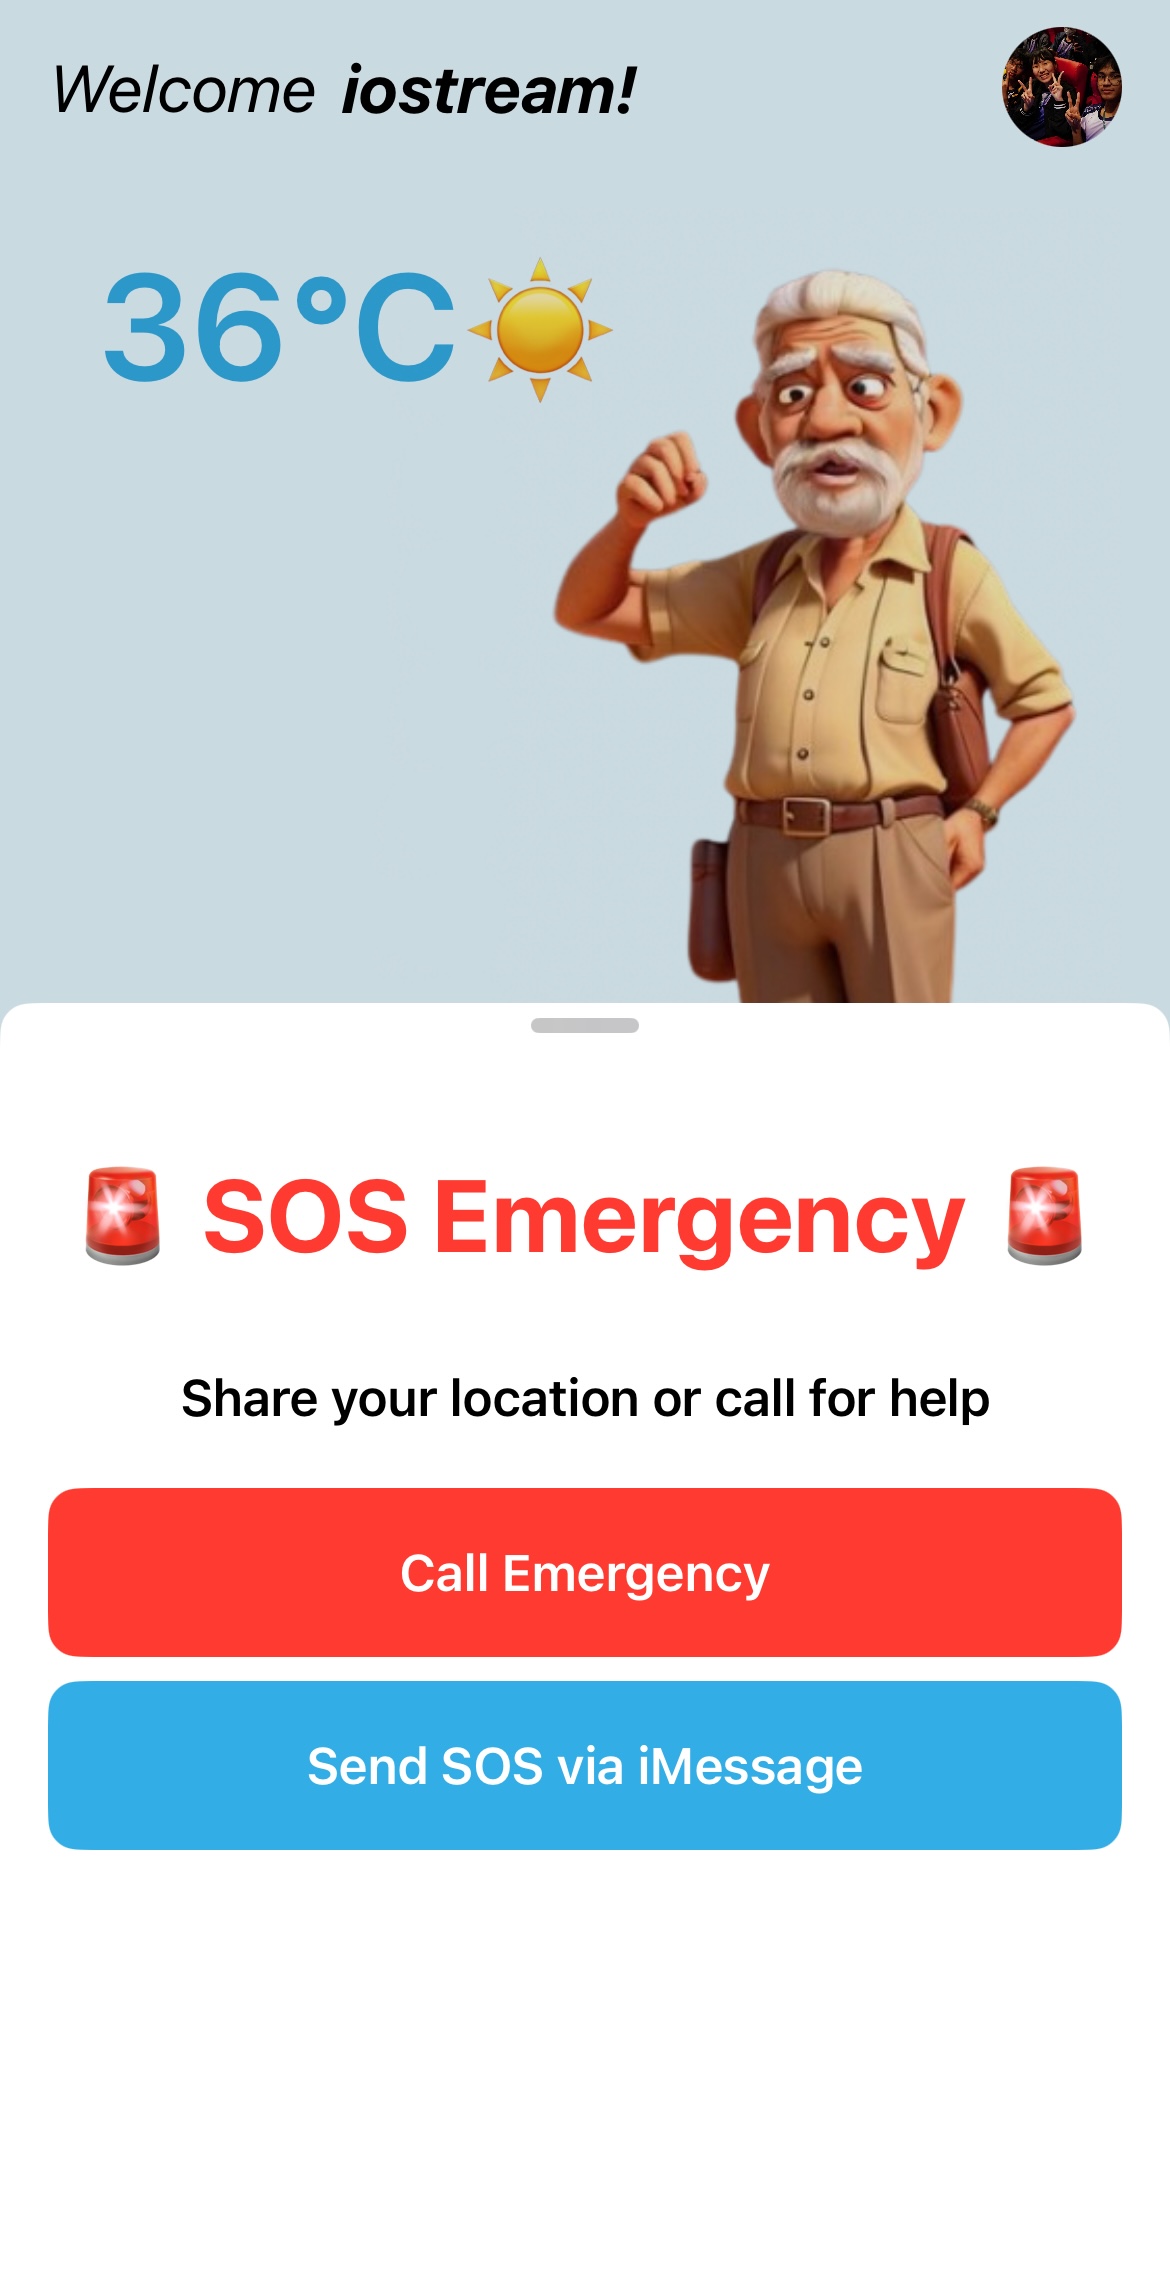 Welcome iostream!
36°C☀️
🚨 SOS Emergency 🚨
Share your location or call for help
Call Emergency
Send SOS via iMessage